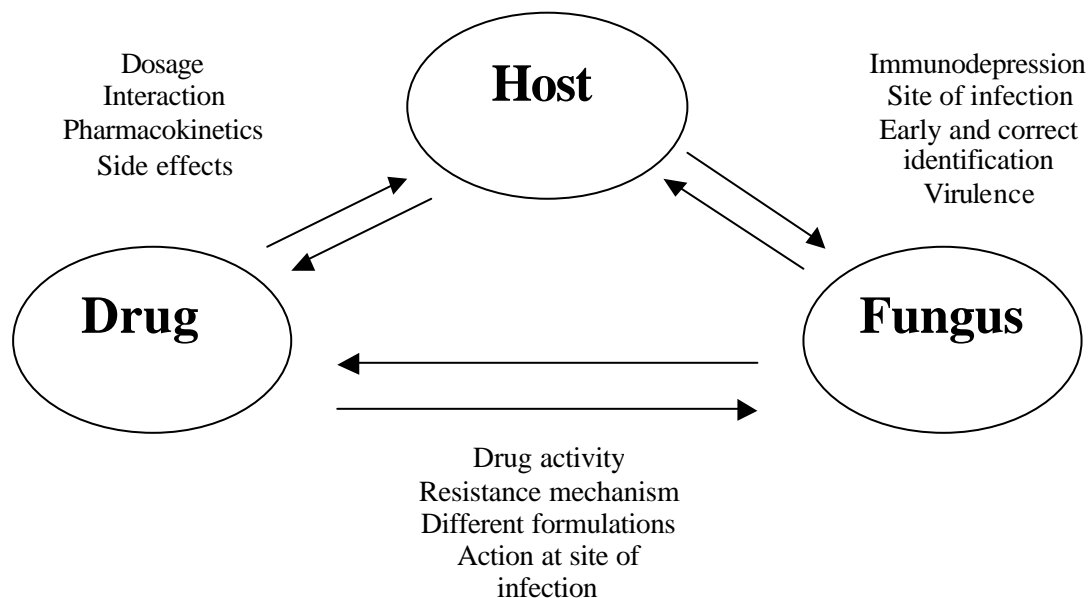 Dosage
Interaction
Pharmacokinetics
Side effects
Host
Immunodepression
Site of infection
Early and correct
identification
Virulence
Drug
Fungus
Drug activity
Resistance mechanism
Different formulations
Action at site of
infection